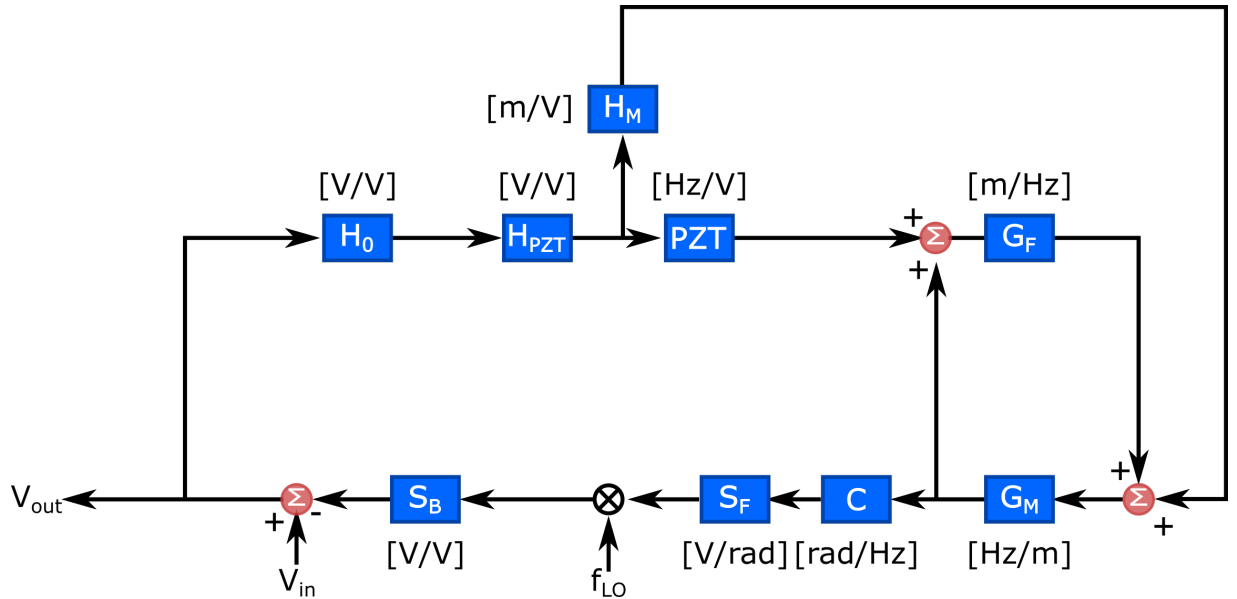 H_M
[m/V]
[V/V]
[V/V]
[Hz/V]
[m/Hz]
H_0
H_PZT
PZT
+
Σ
+
G_F
+
V_out
Σ
+
-
S_B
S_F
C
G_M
Σ
+
[V/V]
[V/rad]
[rad/Hz]
[Hz/m]
V_in
f_LO